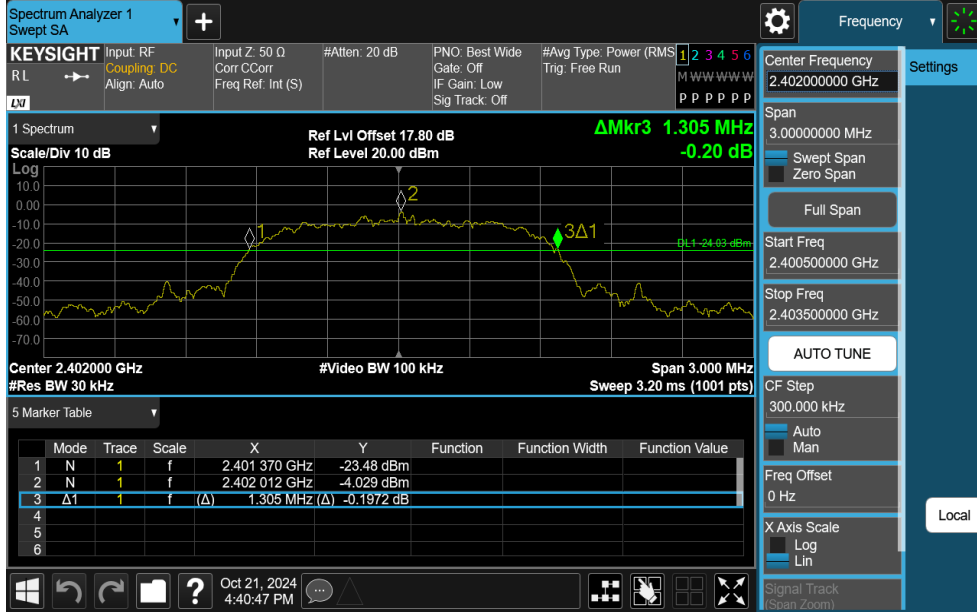 Spectrum Analyzer 1
Swept SA
Frequency
KEYSIGHT
R L
LXI
Input: RF
Coupling: DC
Align: Auto
Input Z: 50 Ω
Corr CCorr
Freq Ref: Int (S)
#Atten: 20 dB
PNO: Best Wide
Gate: Off
IF Gain: Low
Sig Track: Off
#Avg Type: Power (RMS
Trig: Free Run
1 2 3 4 5 6
M W W W W W
P P P P P P
1 Spectrum
Scale/Div 10 dB
Ref Lvl Offset 17.80 dB
Ref Level 20.00 dBm
ΔMkr3 1.305 MHz
-0.20 dB
Log
10.0
0.00
-10.0
-20.0
-30.0
-40.0
-50.0
-60.0
-70.0
1
2
3Δ1
DL1 -24.03 dBm
Center 2.402000 GHz
#Video BW 100 kHz
Span 3.000 MHz
#Res BW 30 kHz
Sweep 3.20 ms (1001 pts)
5 Marker Table
Mode Trace Scale X Y Function Function Width Function Value
1 N 1 f 2.401 370 GHz -23.48 dBm
2 N 1 f 2.402 012 GHz -4.029 dBm
3 Δ1 1 f (Δ) 1.305 MHz (Δ) -0.1972 dB
4
5
6
Oct 21, 2024
4:40:47 PM
?
Center Frequency
2.402000000 GHz
Span
3.00000000 MHz
Swept Span
Zero Span
Full Span
Start Freq
2.400500000 GHz
Stop Freq
2.403500000 GHz
AUTO TUNE
CF Step
300.000 kHz
Auto
Man
Freq Offset
0 Hz
X Axis Scale
Log
Lin
Signal Track
(Span Zoom)
Settings
Local